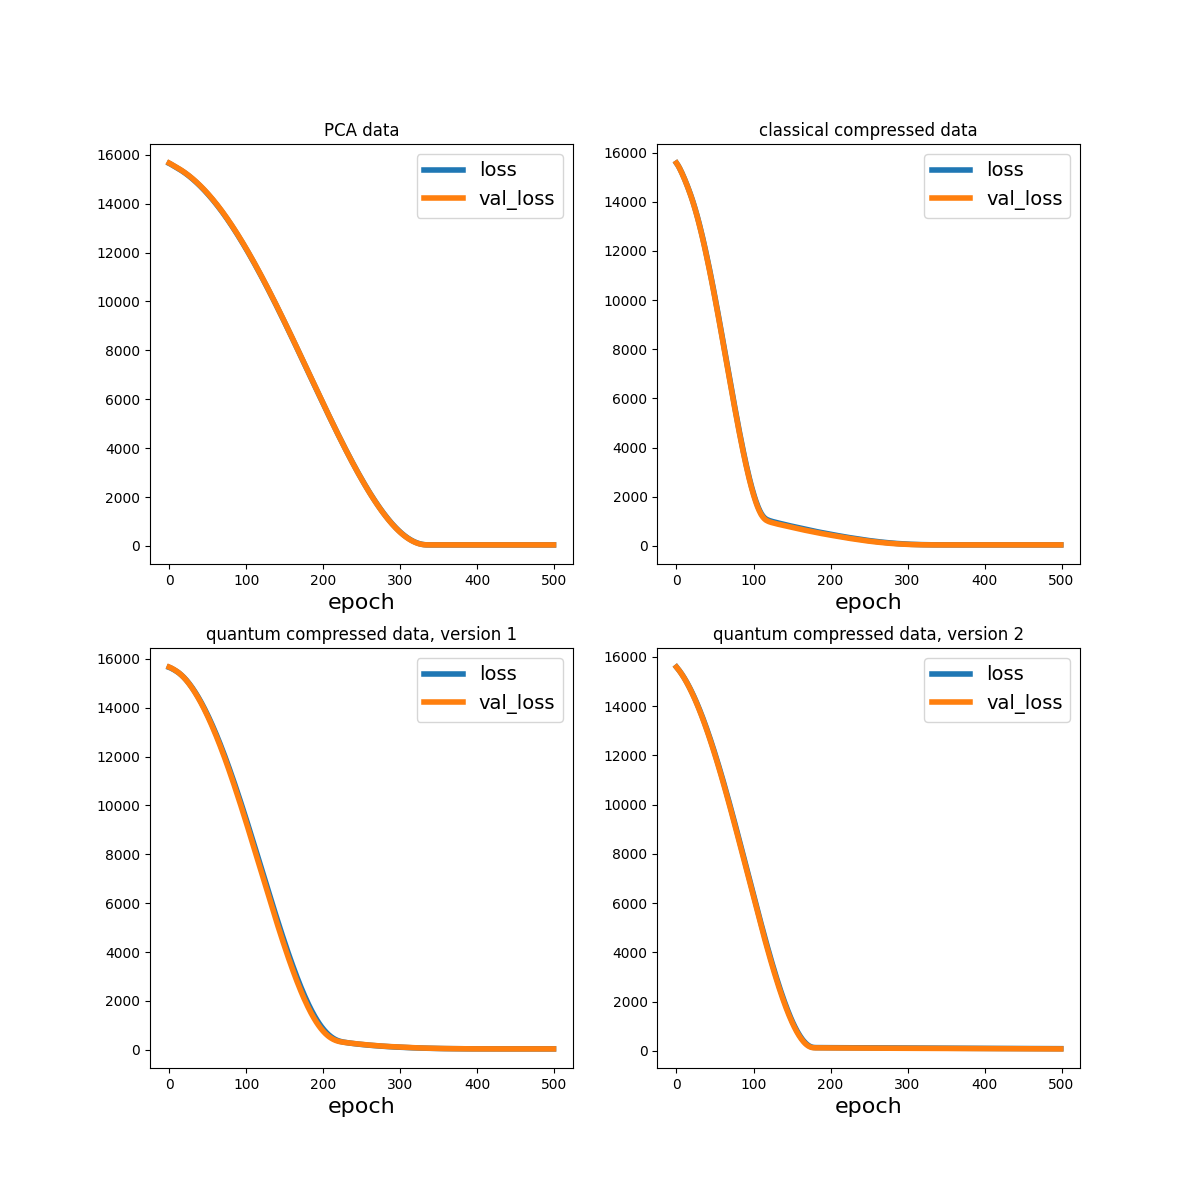 PCA data
16000
14000
12000
10000
8000
6000
4000
2000
0
loss
val_loss
0 100 200 300 400 500
epoch
classical compressed data
16000
14000
12000
10000
8000
6000
4000
2000
0
loss
val_loss
0 100 200 300 400 500
epoch
quantum compressed data, version 1
16000
14000
12000
10000
8000
6000
4000
2000
0
loss
val_loss
0 100 200 300 400 500
epoch
quantum compressed data, version 2
16000
14000
12000
10000
8000
6000
4000
2000
0
loss
val_loss
0 100 200 300 400 500
epoch